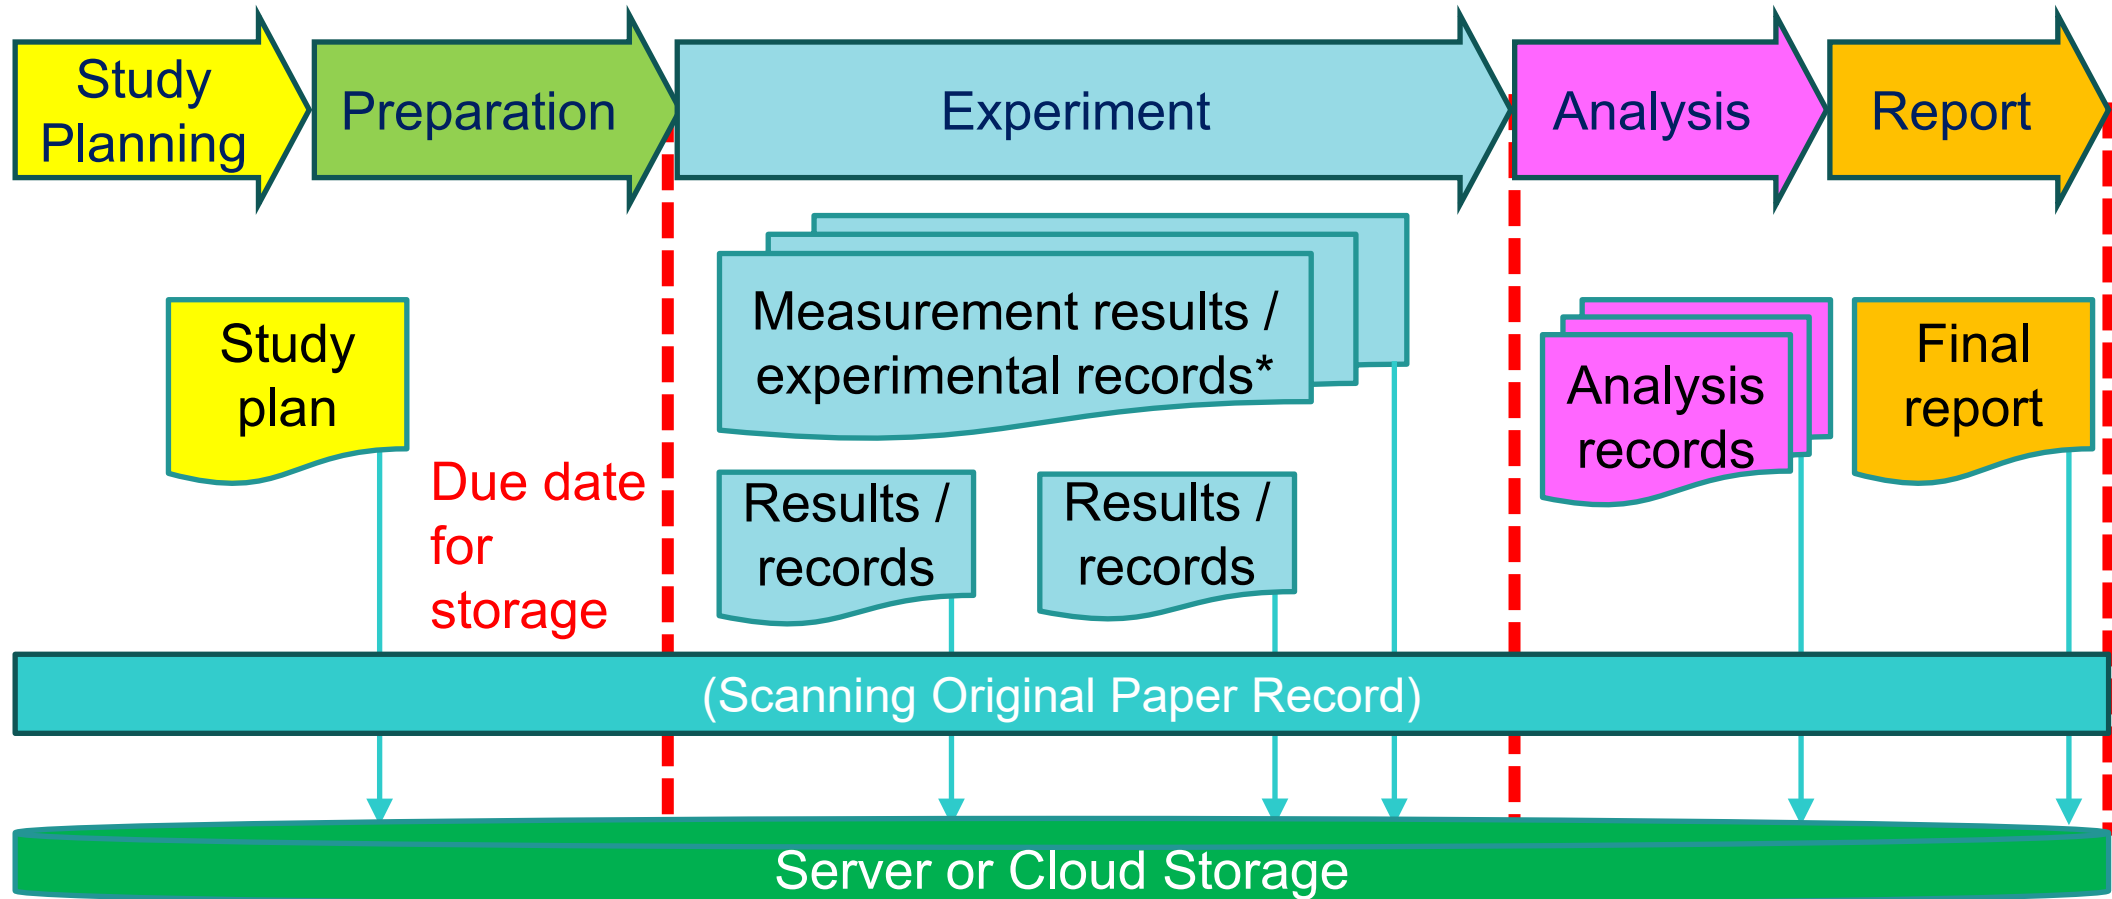 Study
Planning
Preparation
Experiment
Analysis
Report
Study
plan
Due date
for
storage
Measurement results /
experimental records*
Results /
records
Results /
records
Analysis
records
Final
report
(Scanning Original Paper Record)
Server or Cloud Storage